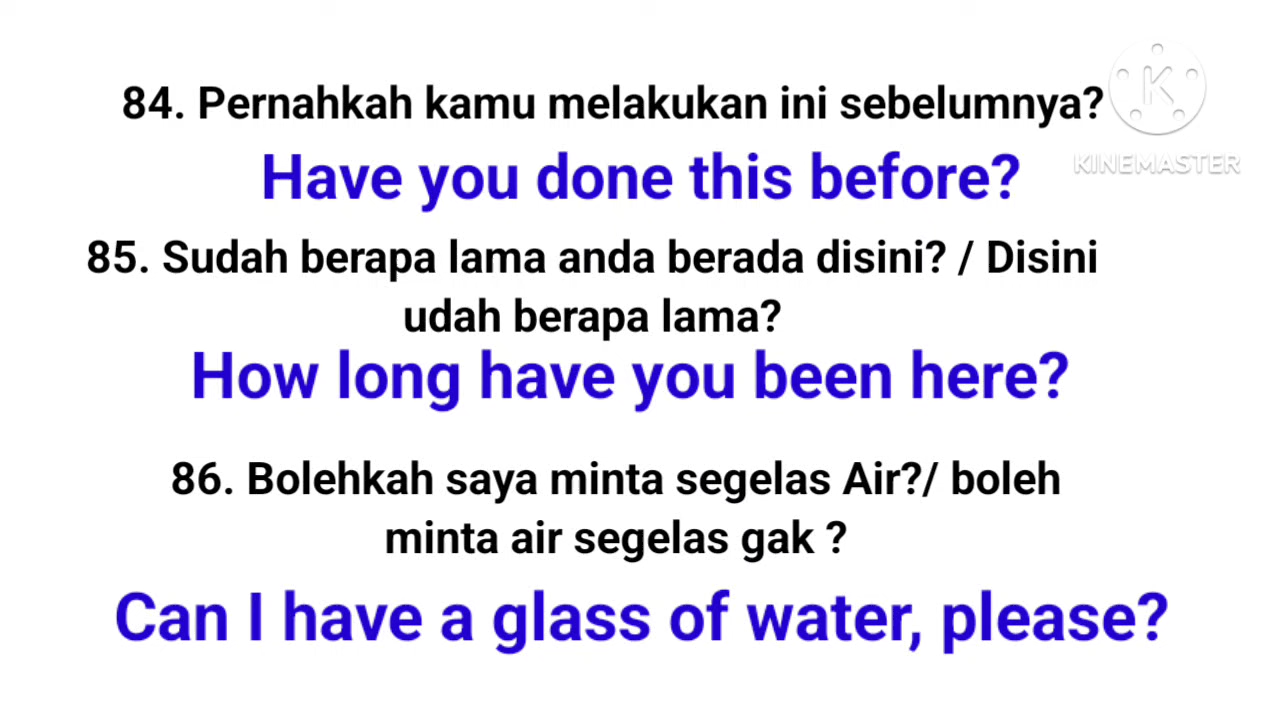 84. Pernahkah kamu melakukan ini sebelumnya?
KINEMASTER
Have you done this before?
85. Sudah berapa lama anda berada disini? / Disini
udah berapa lama?
How long have you been here?
86. Bolehkah saya minta segelas Air?/ boleh
minta air segelas gak ?
Can I have a glass of water, please?